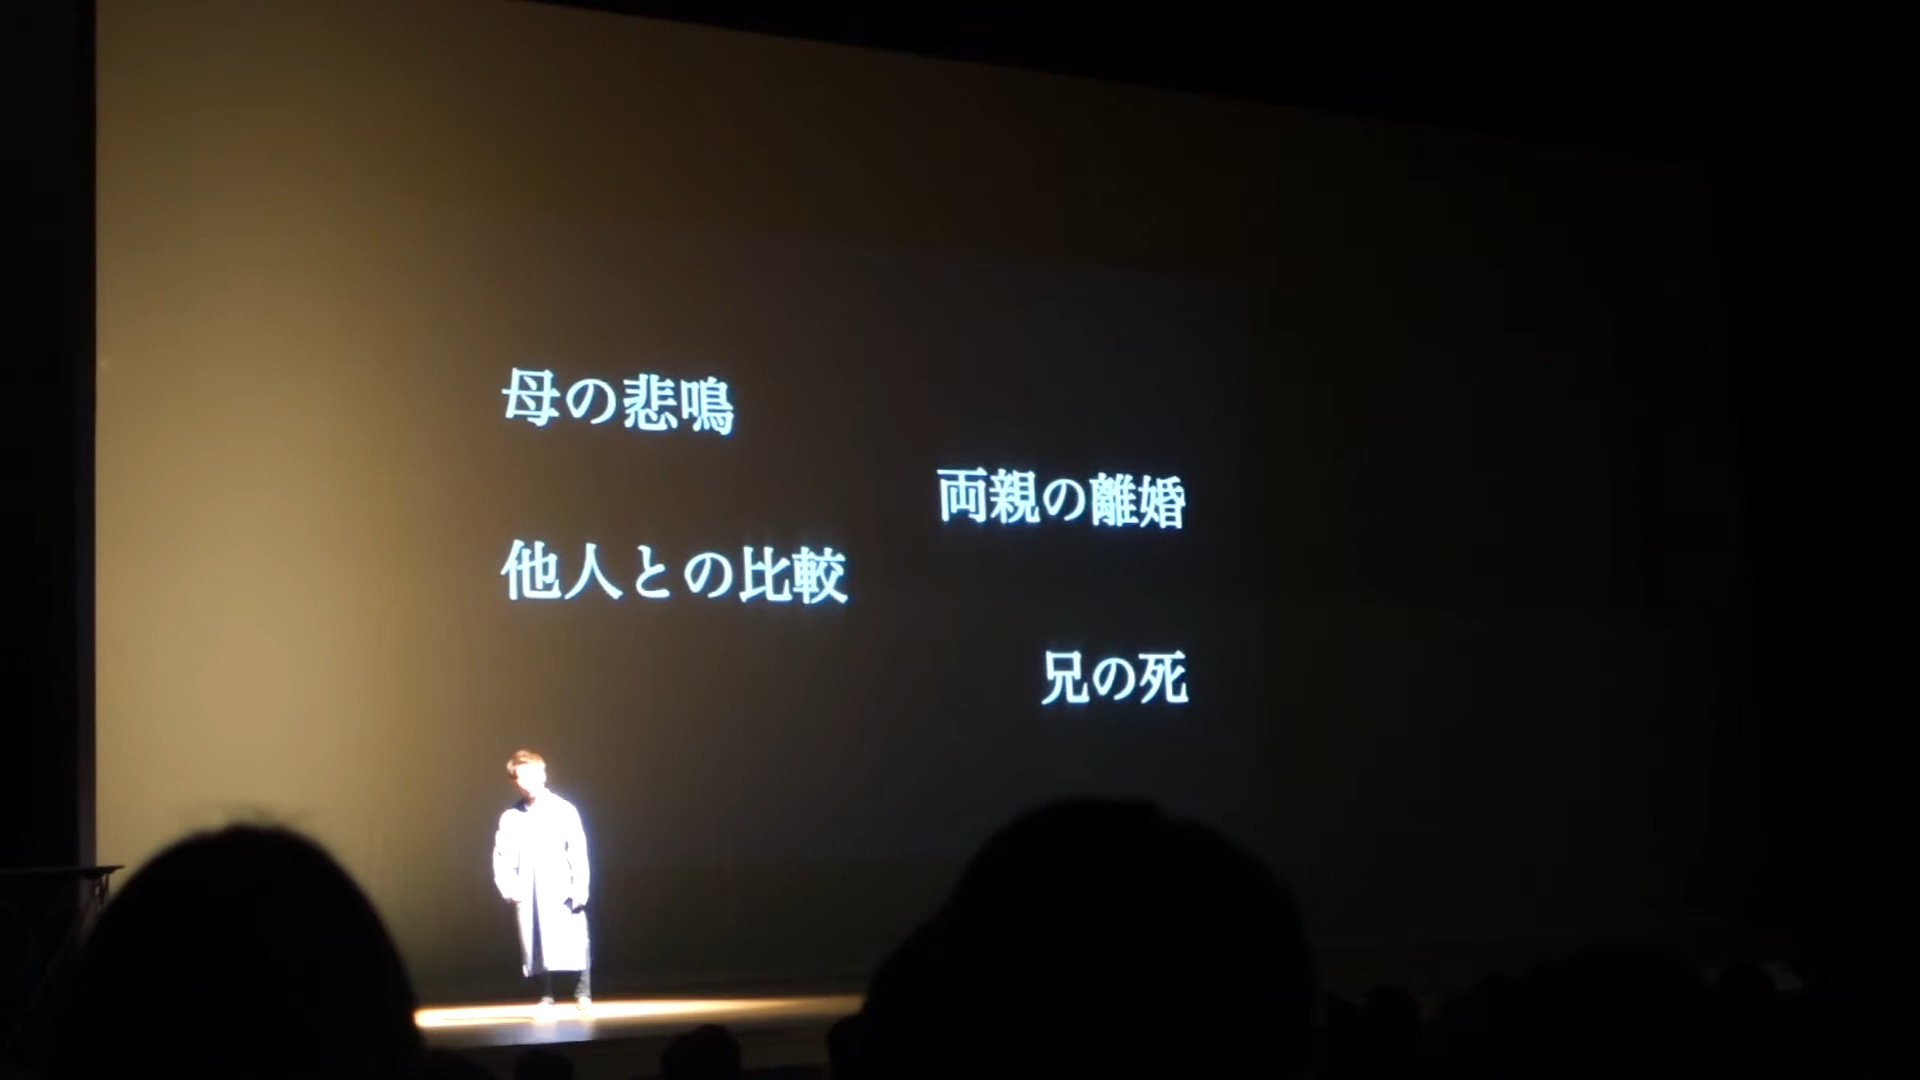 母の悲鳴
両親の離婚
他人との比較
兄の死